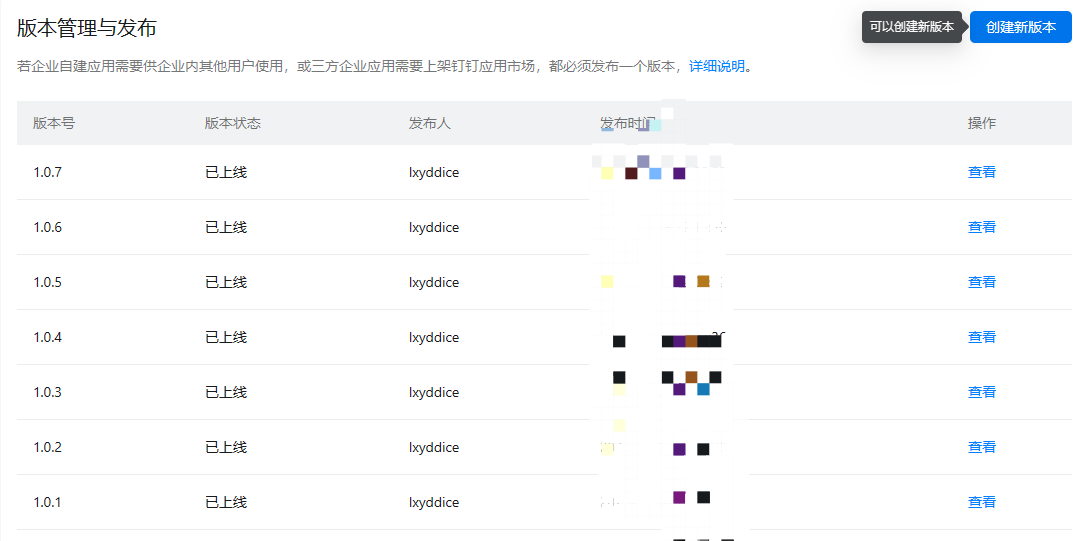 版本管理与发布
可以创建新版本
创建新版本
若企业自建应用需要供企业内其他用户使用，或三方企业应用需要上架钉钉应用市场，都必须发布一个版本，详细说明。
版本号 版本状态 发布人 发布时间 操作
1.0.7 已上线 lxyddice 查看
1.0.6 已上线 lxyddice 查看
1.0.5 已上线 lxyddice 查看
1.0.4 已上线 lxyddice 查看
1.0.3 已上线 lxyddice 查看
1.0.2 已上线 lxyddice 查看
1.0.1 已上线 lxyddice 查看